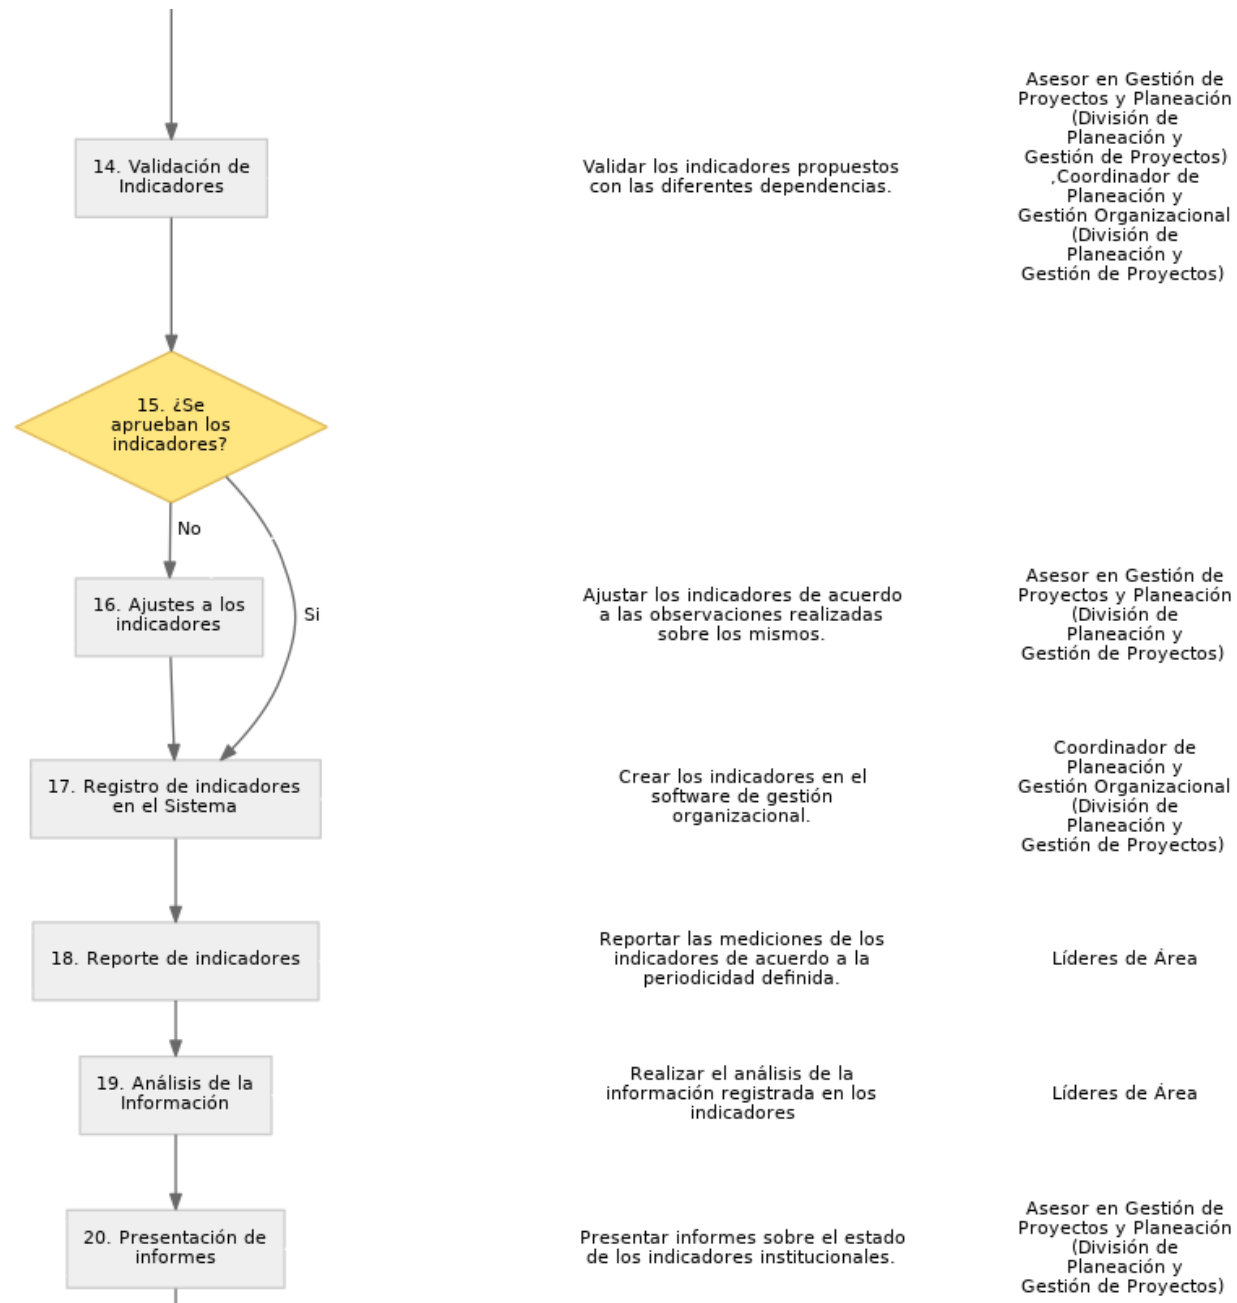 14. Validación de
Indicadores
Validar los indicadores propuestos
con las diferentes dependencias.
Asesor en Gestión de
Proyectos y Planeación
(División de
Planeación y
Gestión de Proyectos)
,Coordinador de
Planeación y
Gestión Organizacional
(División de
Planeación y
Gestión de Proyectos)
15. ¿Se
aprueban los
indicadores?
No
Si
16. Ajustes a los
indicadores
Ajustar los indicadores de acuerdo
a las observaciones realizadas
sobre los mismos.
Asesor en Gestión de
Proyectos y Planeación
(División de
Planeación y
Gestión de Proyectos)
17. Registro de indicadores
en el Sistema
Crear los indicadores en el
software de gestión
organizacional.
Coordinador de
Planeación y
Gestión Organizacional
(División de
Planeación y
Gestión de Proyectos)
18. Reporte de indicadores
Reportar las mediciones de los
indicadores de acuerdo a la
periodicidad definida.
Líderes de Área
19. Análisis de la
Información
Realizar el análisis de la
información registrada en los
indicadores
Líderes de Área
20. Presentación de
informes
Presentar informes sobre el estado
de los indicadores institucionales.
Asesor en Gestión de
Proyectos y Planeación
(División de
Planeación y
Gestión de Proyectos)